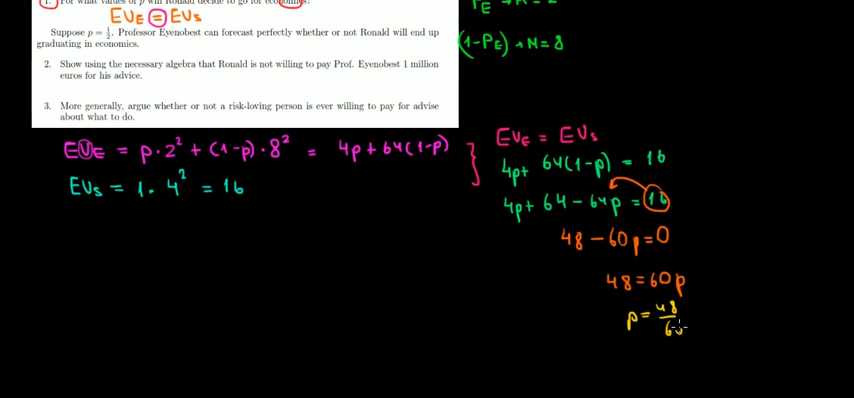 1. For what values of p will Ronald decide to go for economics?
EVE = EVs
Suppose p = 1/2. Professor Eyenobest can forecast perfectly whether or not Ronald will end up
graduating in economics.
2. Show using the necessary algebra that Ronald is not willing to pay Prof. Eyenobest 1 million
euros for his advice.
3. More generally, argue whether or not a risk-loving person is ever willing to pay for advise
about what to do.
(1-PE) → M = 8
EUE = p · 2² + (1-p) · 8² = 4p + 64(1-p)
EUs = 1 · 4² = 16
EVE = EVs
4p + 64(1-p) = 16
4p + 64 - 64p = 16
48 - 60p = 0
48 = 60p
p = 48/60